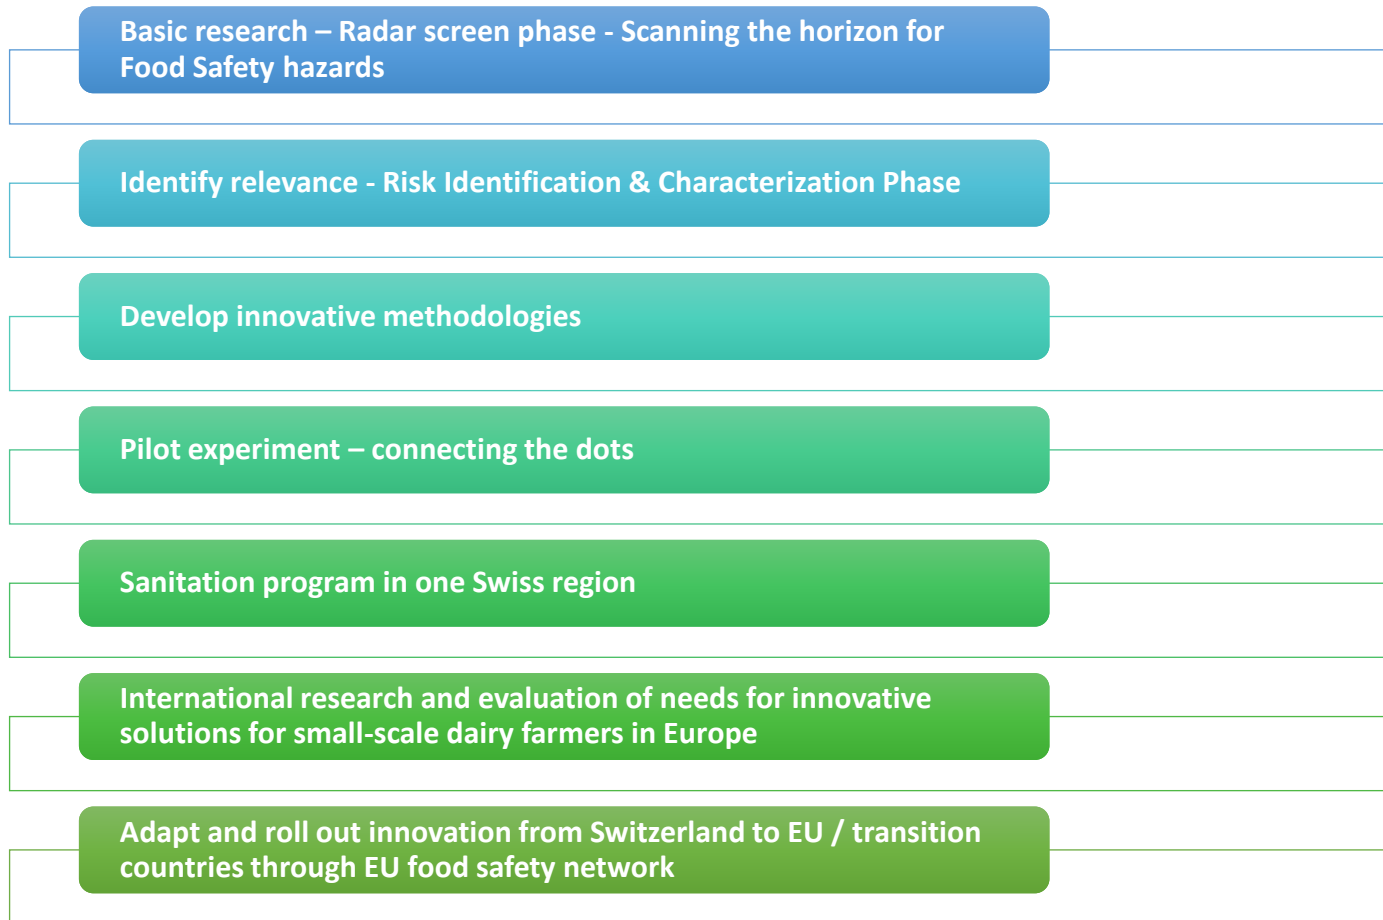 Basic research – Radar screen phase - Scanning the horizon for
Food Safety hazards
Identify relevance - Risk Identification & Characterization Phase
Develop innovative methodologies
Pilot experiment – connecting the dots
Sanitation program in one Swiss region
International research and evaluation of needs for innovative
solutions for small-scale dairy farmers in Europe
Adapt and roll out innovation from Switzerland to EU / transition
countries through EU food safety network